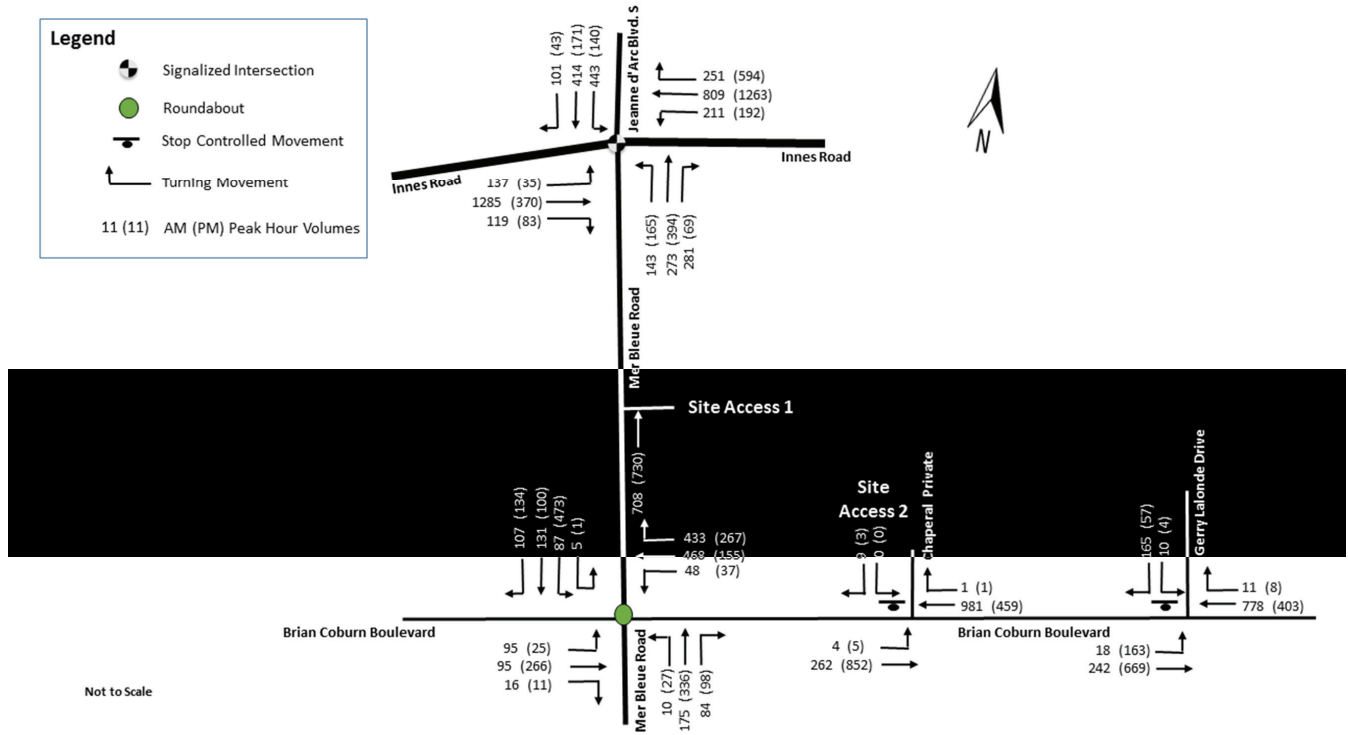 Legend
Signalized Intersection
Roundabout
Stop Controlled Movement
Turning Movement
11 (11) AM (PM) Peak Hour Volumes
Jeanne d'Arc Blvd. S
101 (43)
414 (171)
443 (140)
251 (594)
809 (1263)
211 (192)
N
Innes Road
Innes Road
137 (35)
1285 (370)
119 (83)
143 (165)
273 (394)
281 (69)
Mer Bleue Road
Site Access 1
708 (730)
107 (134)
131 (100)
87 (473)
5 (1)
433 (267)
468 (155)
48 (37)
Site
Access 2
Chaperal Private
9 (3)
0 (0)
1 (1)
981 (459)
Gerry Lalonde Drive
165 (57)
10 (4)
11 (8)
778 (403)
Brian Coburn Boulevard
Brian Coburn Boulevard
95 (25)
95 (266)
16 (11)
Mer Bleue Road
10 (27)
175 (336)
84 (98)
4 (5)
262 (852)
18 (163)
242 (669)
Not to Scale